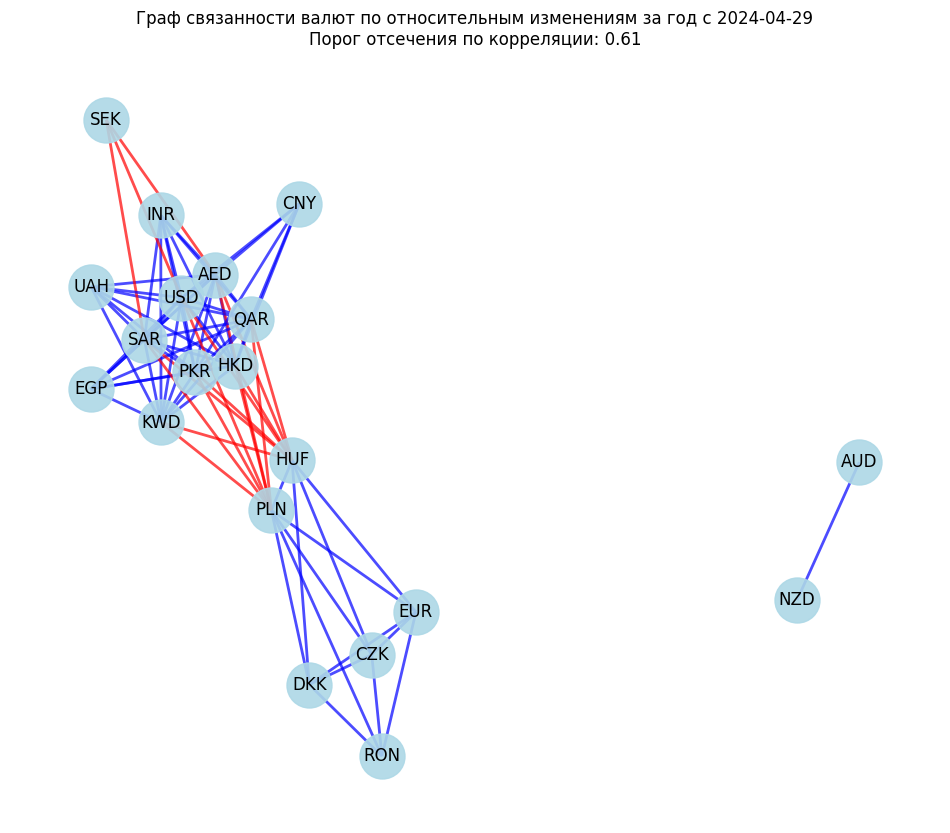 Граф связанности валют по относительным изменениям за год с 2024-04-29
Порог отсечения по корреляции: 0.61
SEK
CNY
INR
AED
UAH
USD
QAR
SAR
HKD
PKR
EGP
KWD
HUF
AUD
PLN
NZD
EUR
CZK
DKK
RON